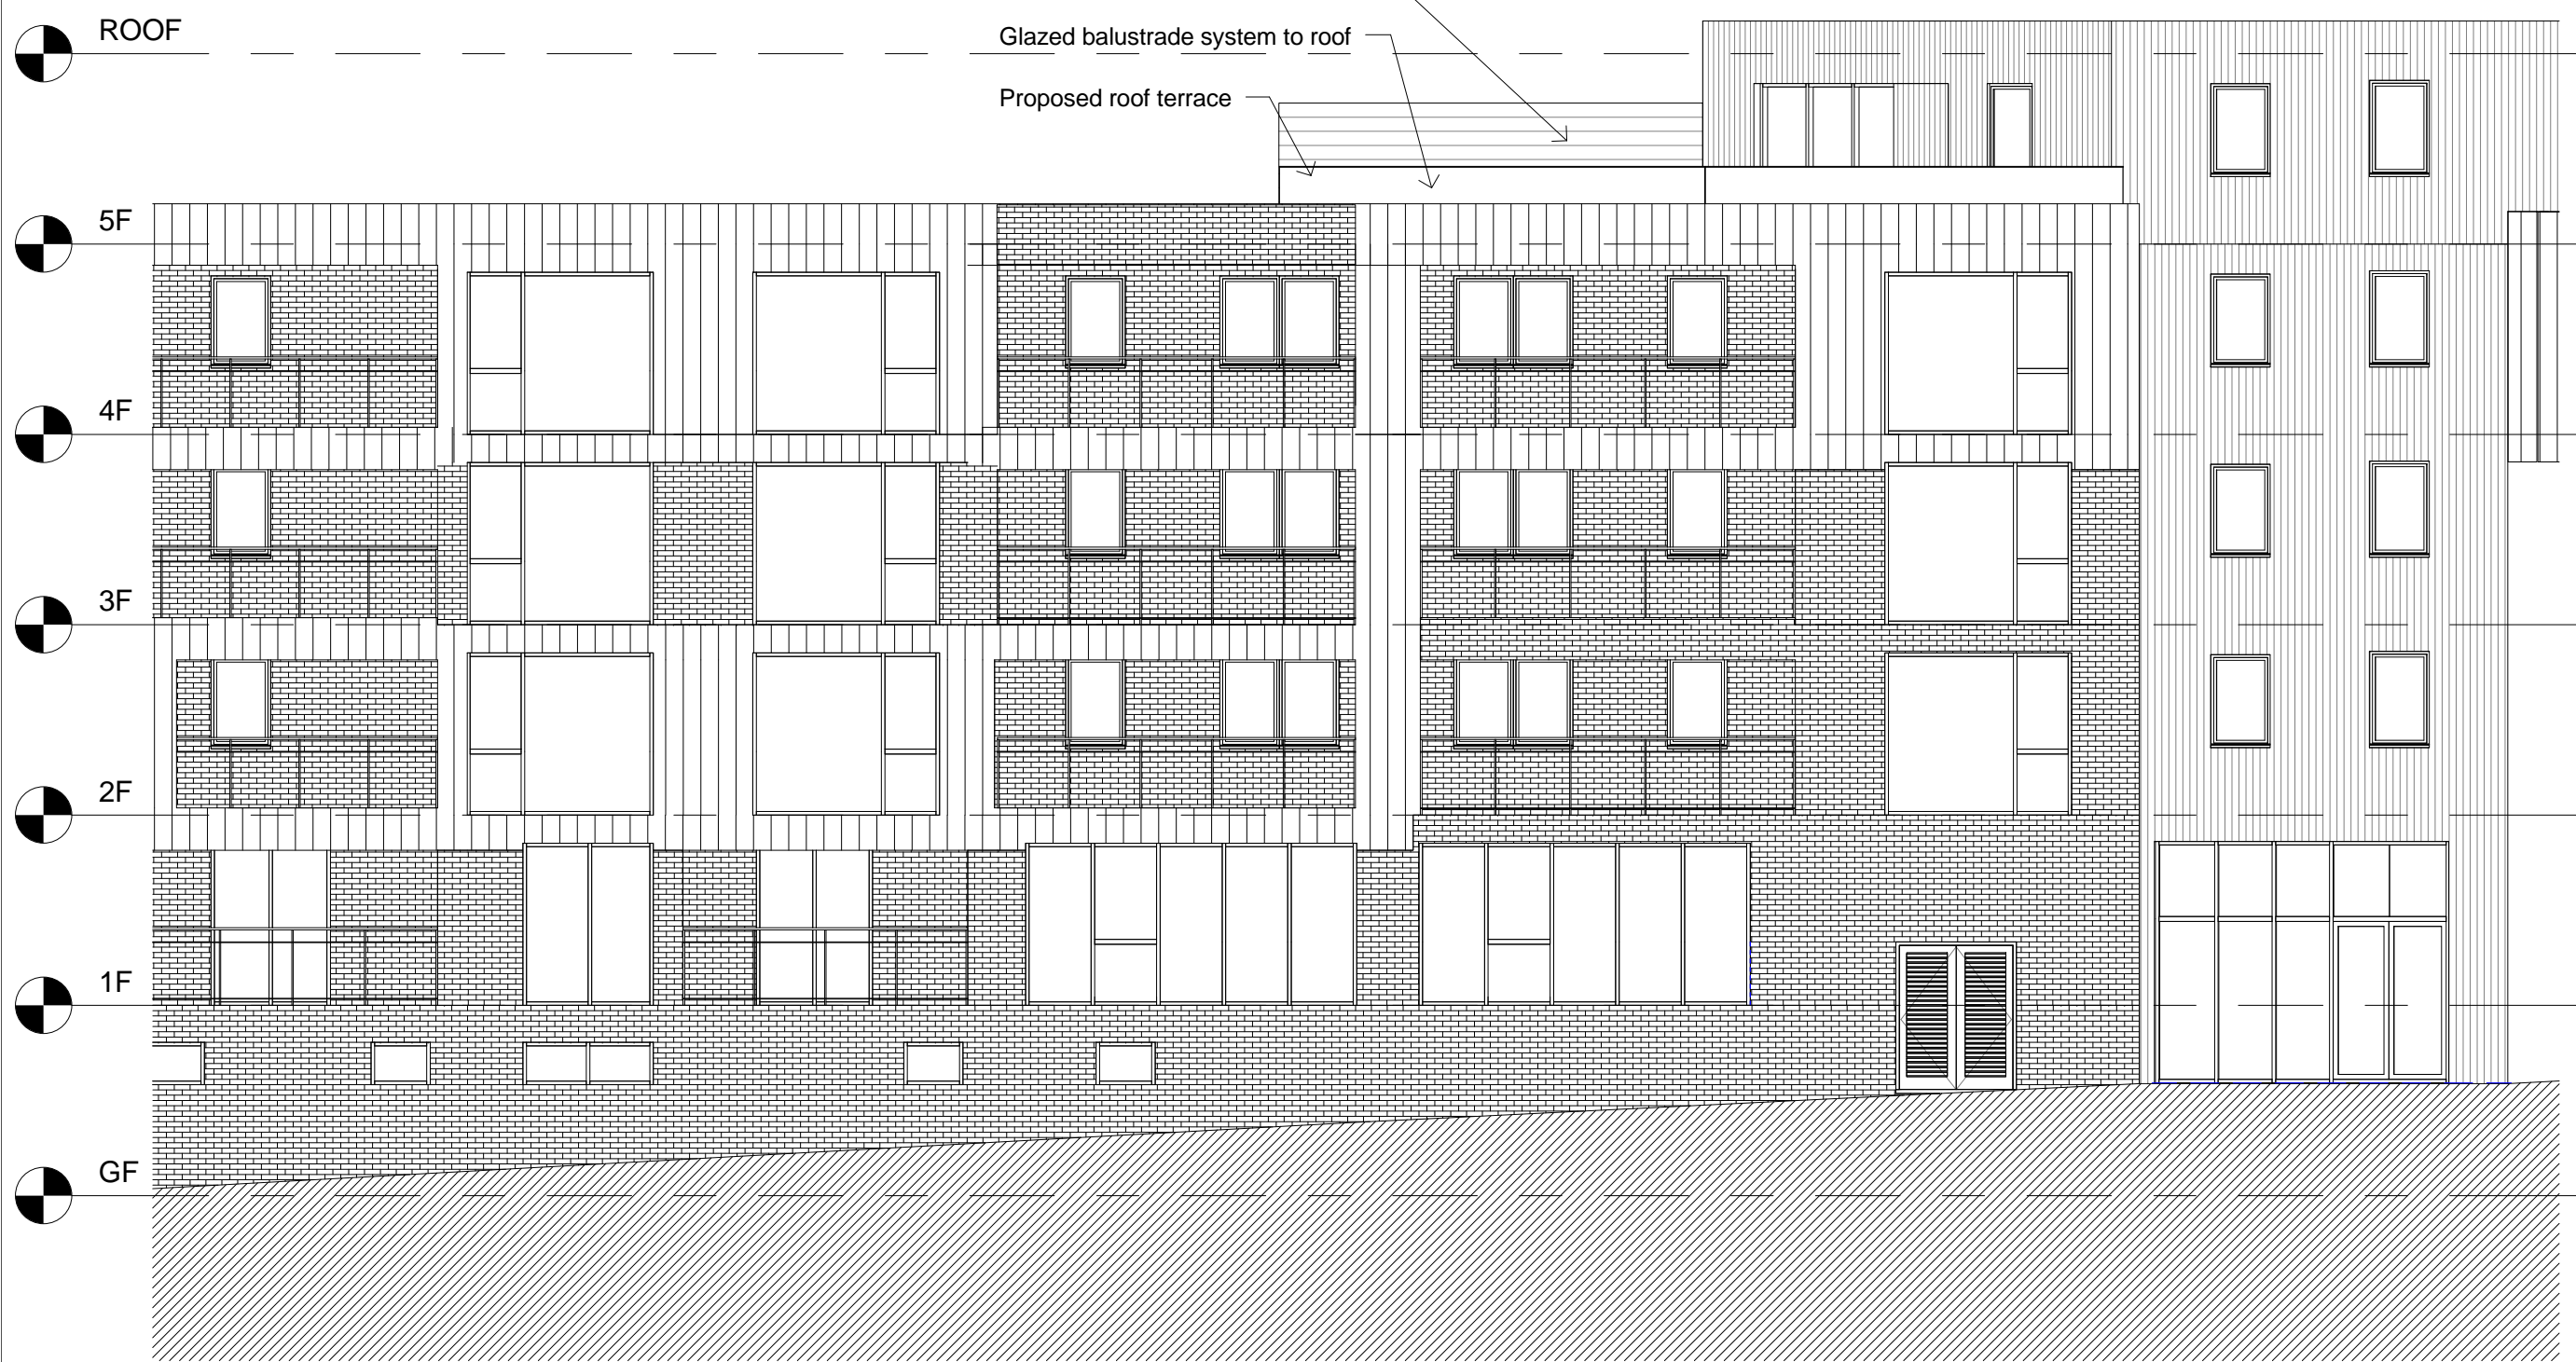 ROOF
Glazed balustrade system to roof
Proposed roof terrace
5F
4F
3F
2F
1F
GF